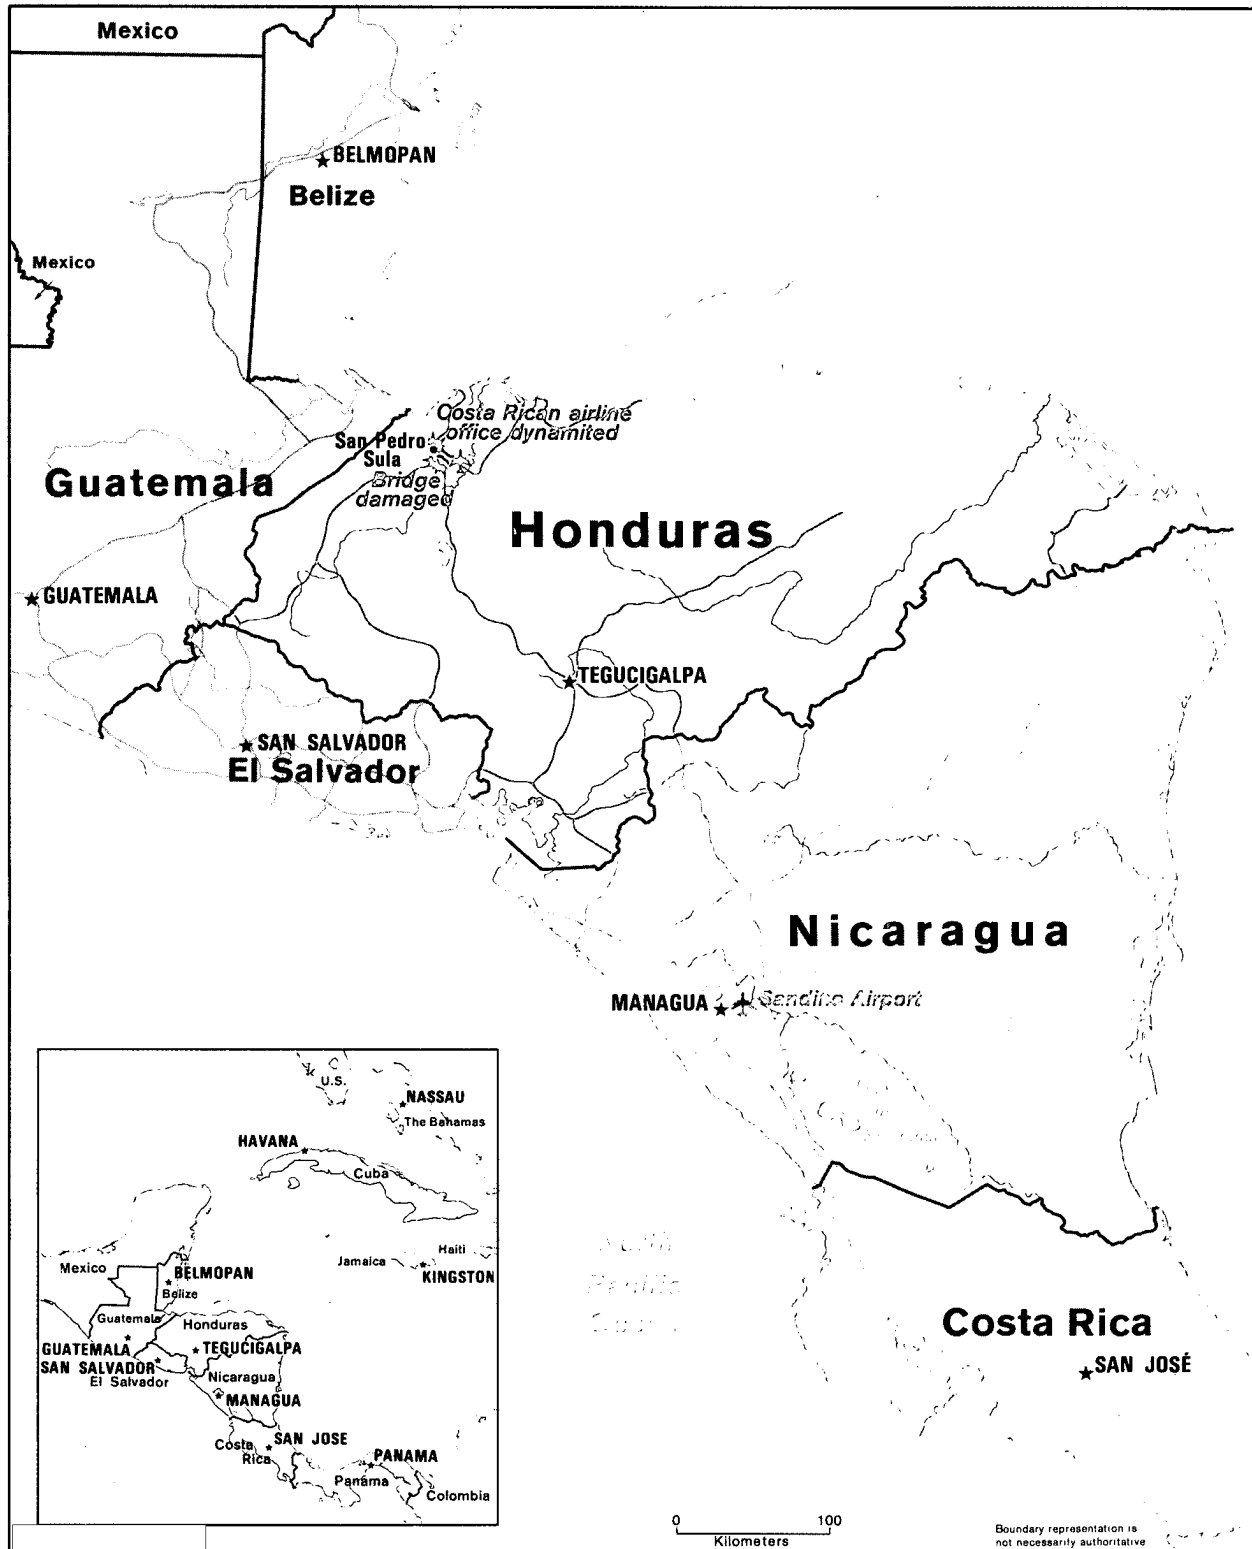 Mexico
BELMOPAN
Belize
Mexico
Costa Rican airline
office dynamited
San Pedro
Sula
Bridge
damaged
Guatemala
Honduras
GUATEMALA
TEGUCIGALPA
SAN SALVADOR
El Salvador
Nicaragua
MANAGUA
Sandino Airport
U.S.
NASSAU
The Bahamas
HAVANA
Cuba
Jamaica
Haiti
KINGSTON
Mexico
BELMOPAN
Belize
Guatemala
Honduras
GUATEMALA
TEGUCIGALPA
SAN SALVADOR
El Salvador
Nicaragua
MANAGUA
Costa
Rica
SAN JOSE
PANAMA
Panama
Colombia
North
Pacific
Costa Rica
SAN JOSÉ
0 100
Kilometers
Boundary representation is
not necessarily authoritative